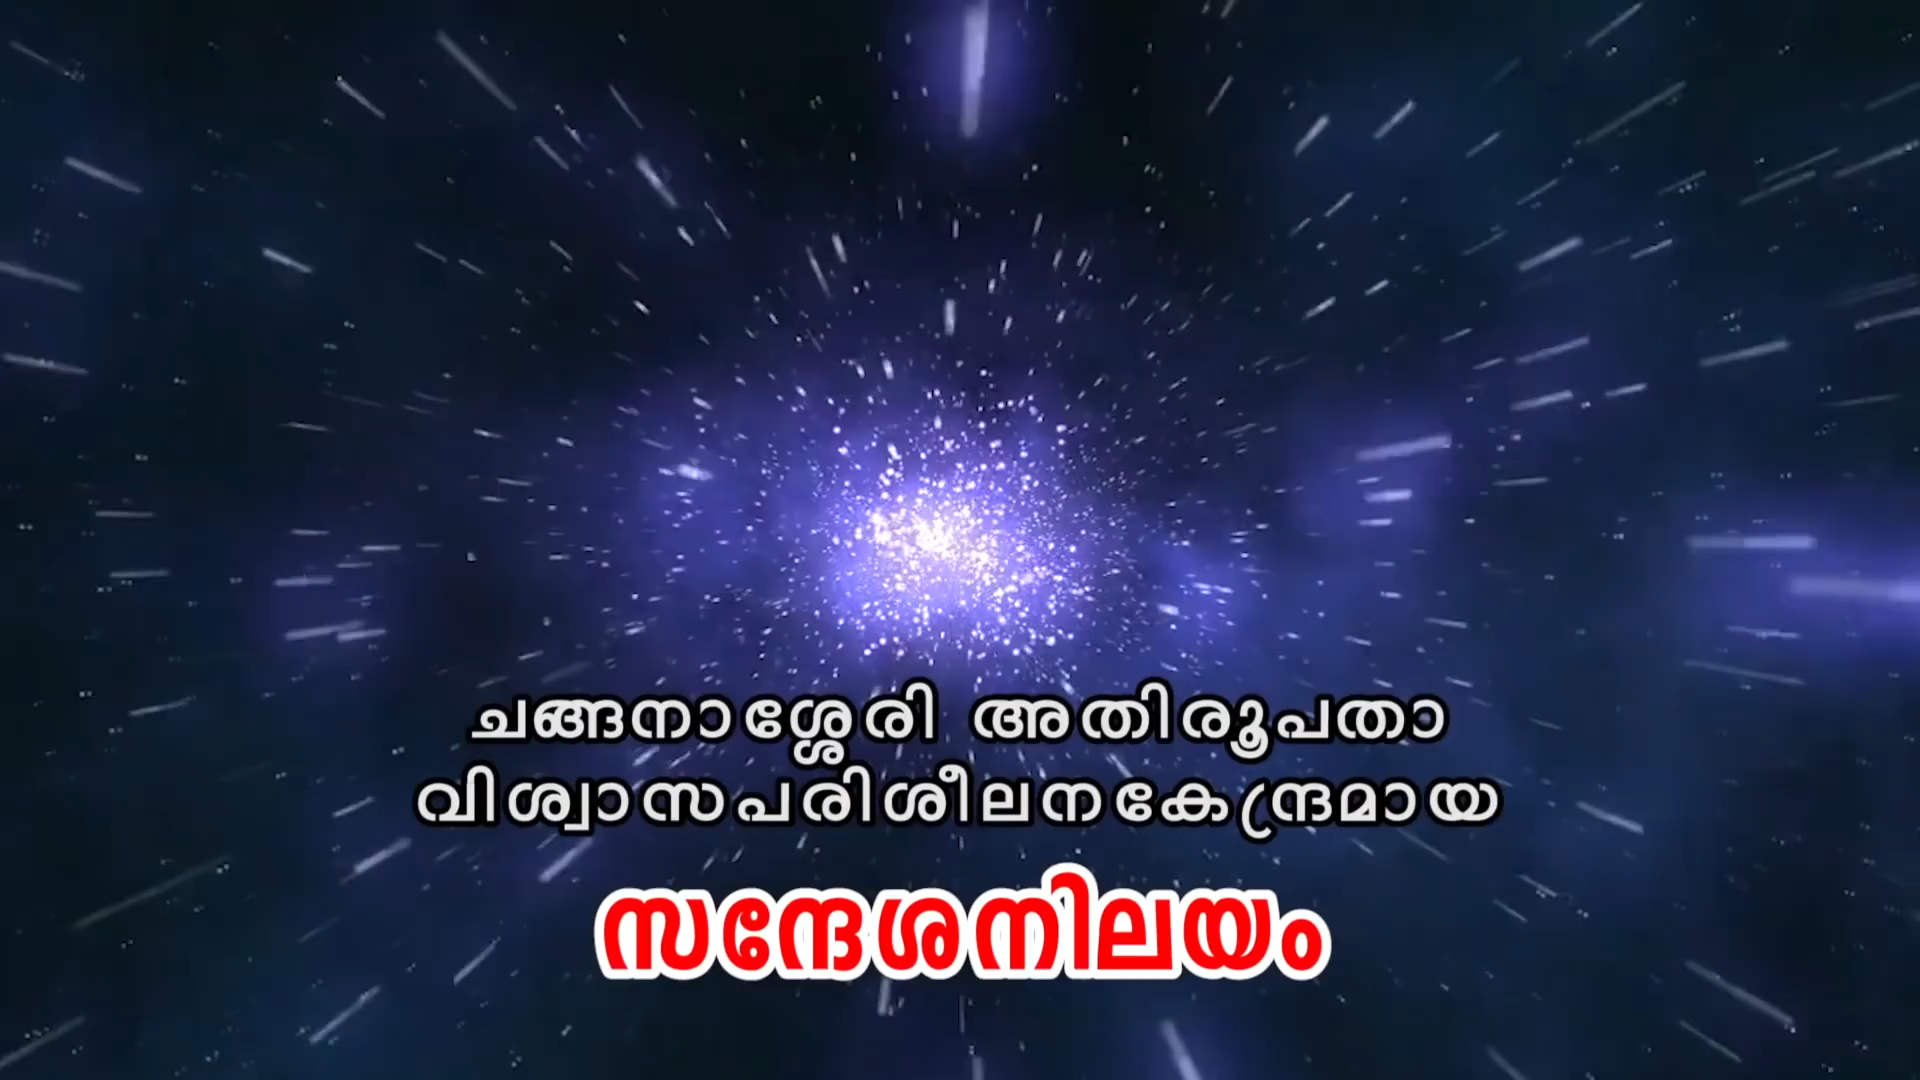 ചങ്ങനാശ്ശേരി അതിരൂപതാ
വിശ്വാസപരിശീലനകേന്ദ്രമായ
സന്ദേശനിലയം